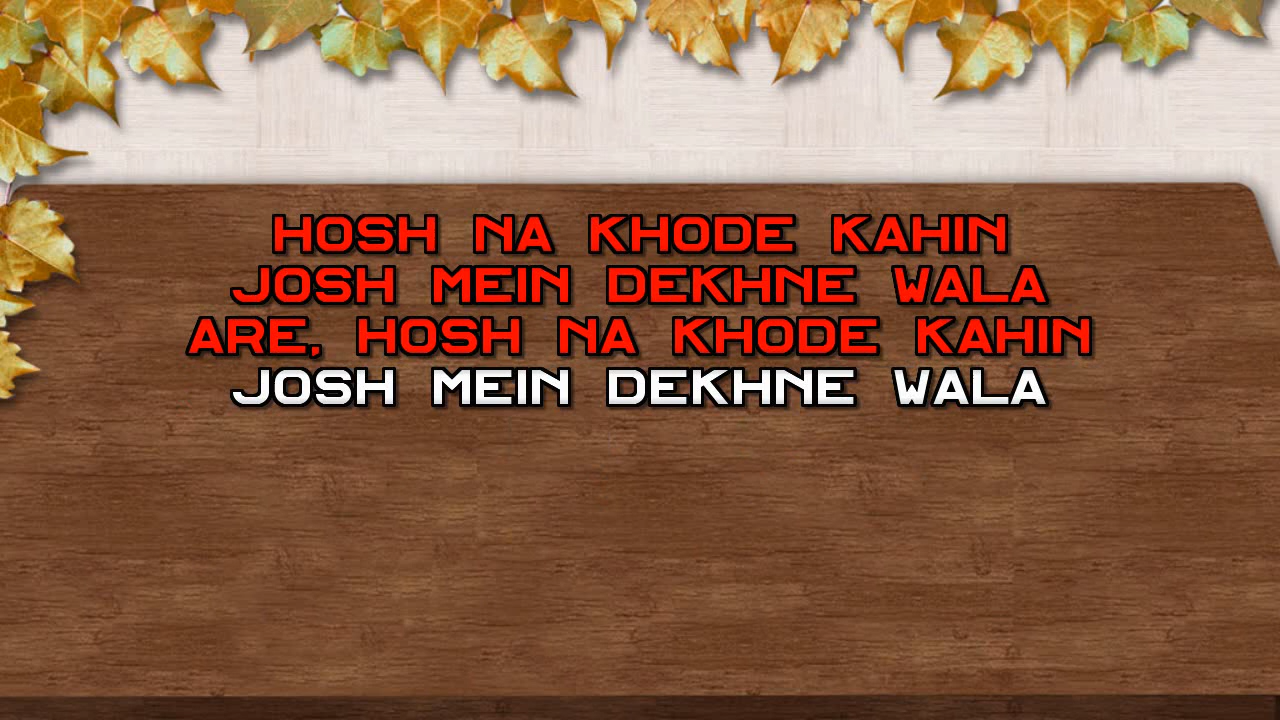 HOSH NA KHODE KAHIN
JOSH MEIN DEKHNE WALA
ARE, HOSH NA KHODE KAHIN
JOSH MEIN DEKHNE WALA